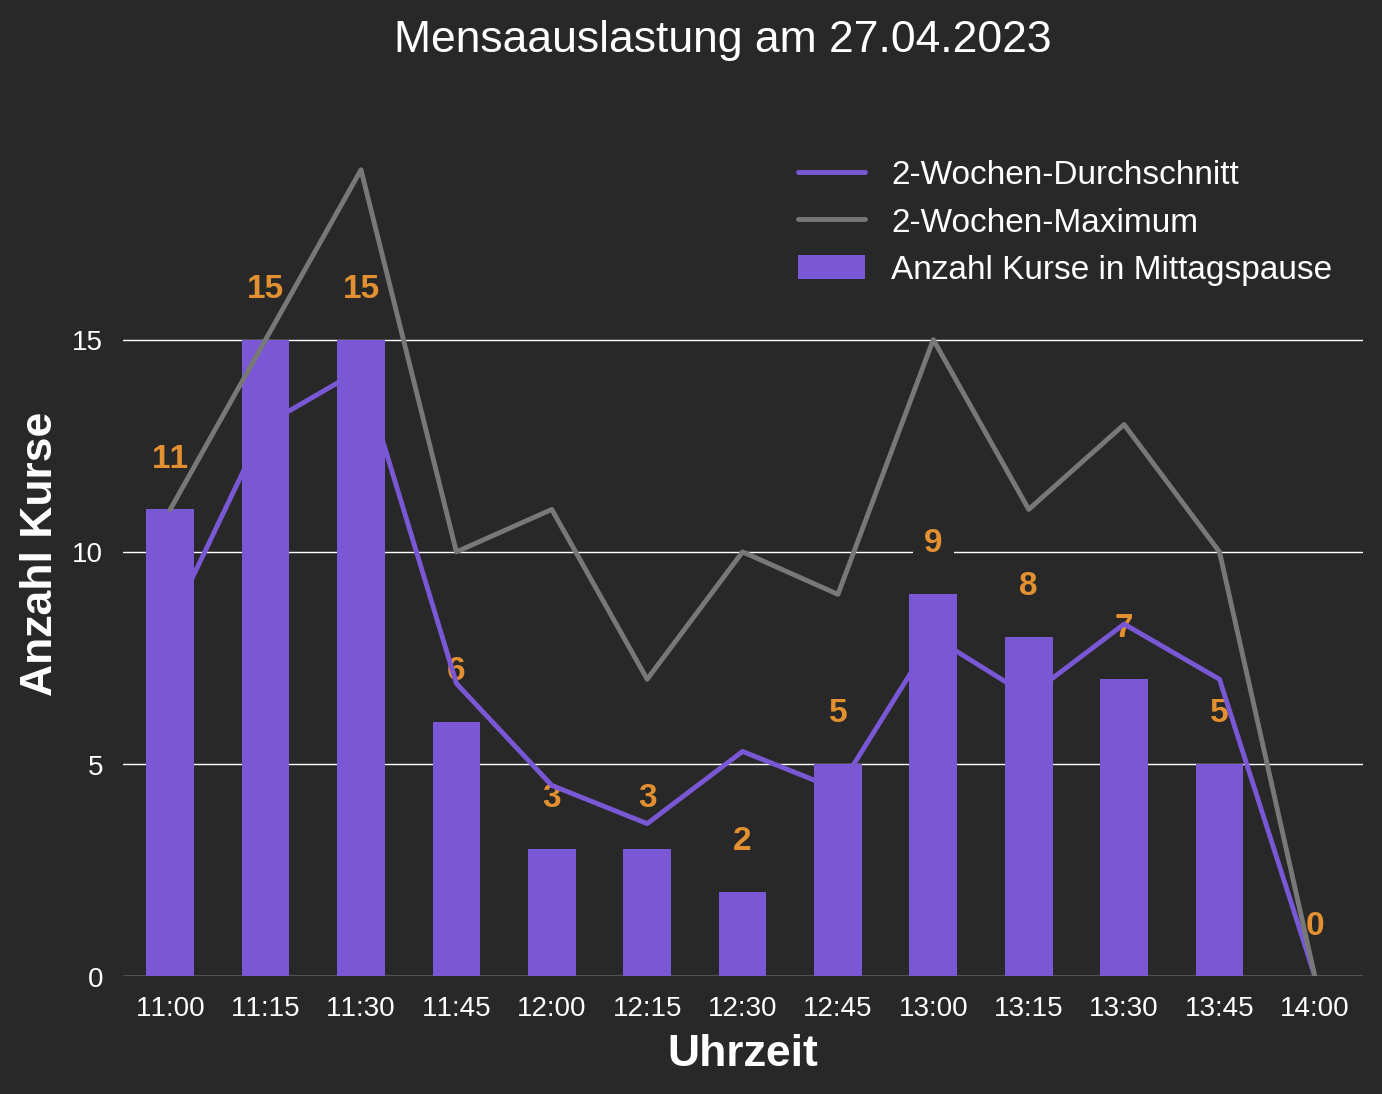 Mensaauslastung am 27.04.2023
2-Wochen-Durchschnitt
2-Wochen-Maximum
Anzahl Kurse in Mittagspause
15 15
15
11
10
9
8
7
6
5 5
5
3 3
2
0
0
Anzahl Kurse
11:00 11:15 11:30 11:45 12:00 12:15 12:30 12:45 13:00 13:15 13:30 13:45 14:00
Uhrzeit